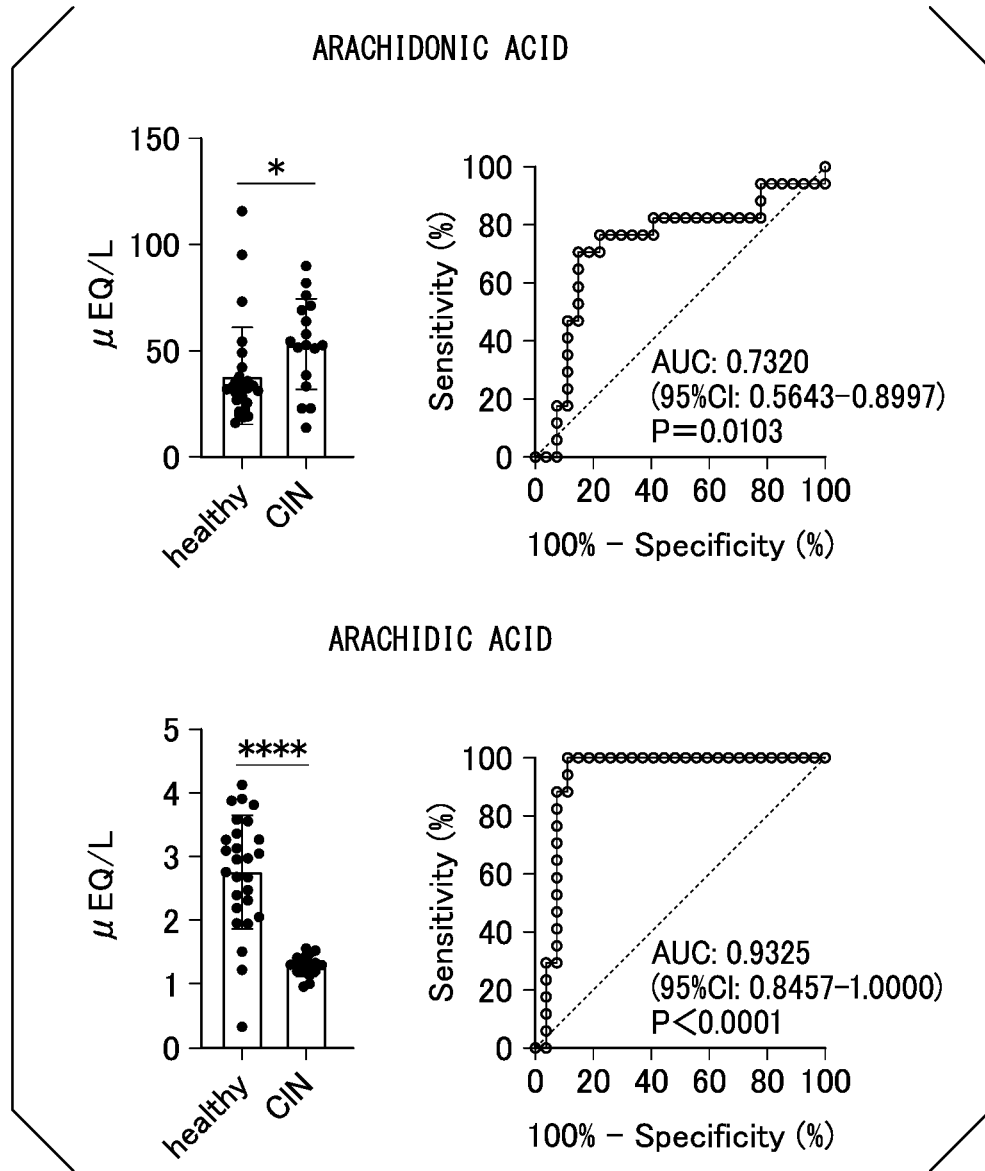 ARACHIDONIC ACID
150
100
50
0
μEQ/L
*
healthy
CIN
100
80
60
40
20
0
Sensitivity (%)
AUC: 0.7320
(95%CI: 0.5643-0.8997)
P=0.0103
0 20 40 60 80 100
100% - Specificity (%)
ARACHIDIC ACID
5
4
3
2
1
0
μEQ/L
****
healthy
CIN
100
80
60
40
20
0
Sensitivity (%)
AUC: 0.9325
(95%CI: 0.8457-1.0000)
P<0.0001
0 20 40 60 80 100
100% - Specificity (%)